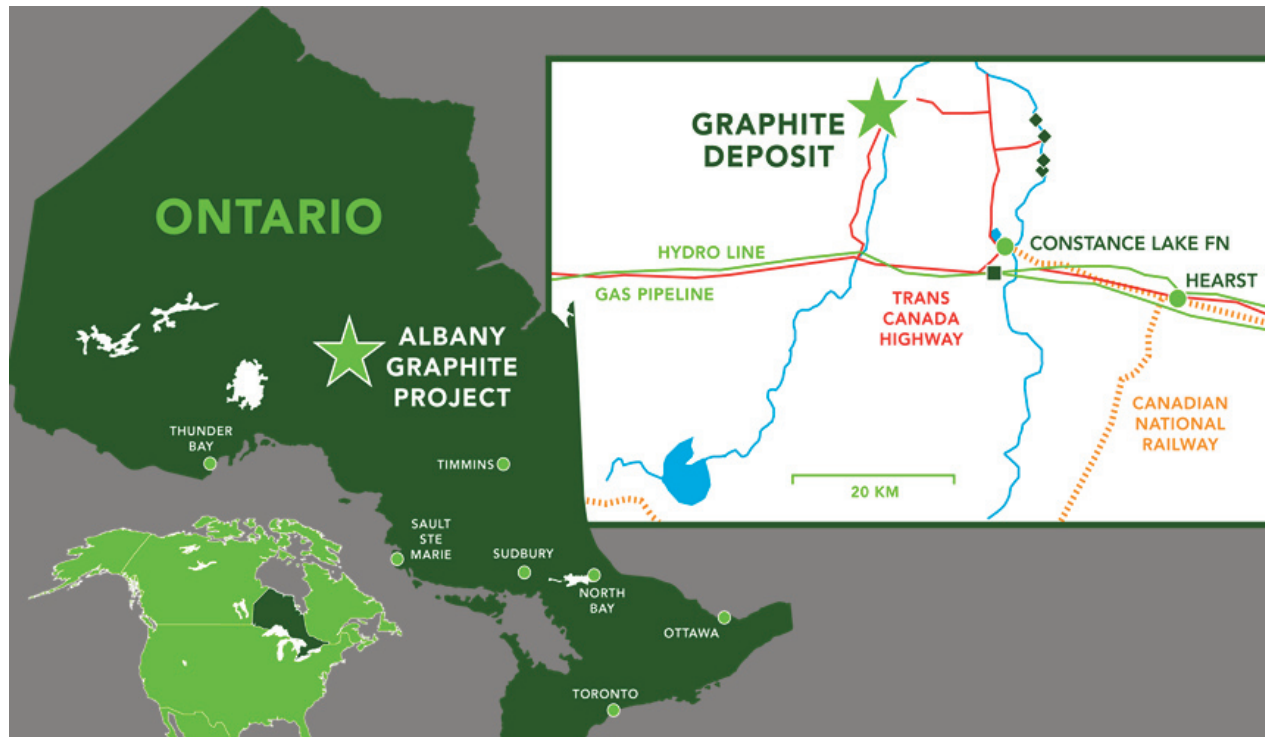 ONTARIO
ALBANY
GRAPHITE
PROJECT
THUNDER
BAY
TIMMINS
SAULT
STE
MARIE
SUDBURY
NORTH
BAY
OTTAWA
TORONTO
GRAPHITE
DEPOSIT
HYDRO LINE
GAS PIPELINE
TRANS
CANADA
HIGHWAY
CONSTANCE LAKE FN
HEARST
CANADIAN
NATIONAL
RAILWAY
20 KM